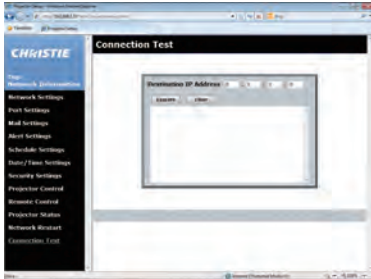 Connection Test
CHRISTIE
Top:
Network Information
Network Settings
Port Settings
Mail Settings
Alert Settings
Schedule Settings
Date/Time Settings
Security Settings
Projector Control
Remote Control
Projector Status
Network Restart
Connection Test
Destination IP Address
Execute
Clear